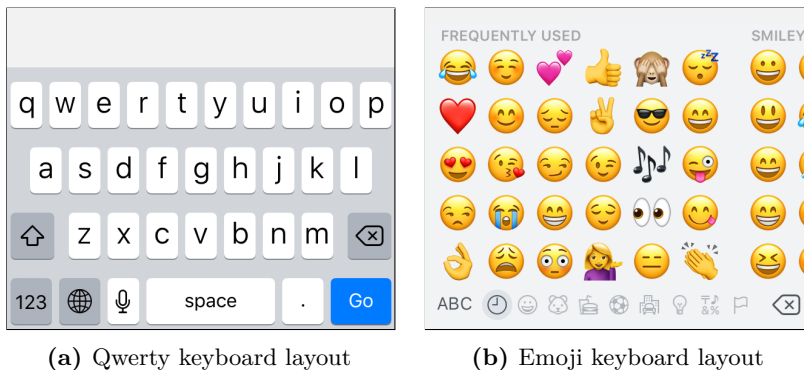 FREQUENTLY USED SMILEY
q w e r t y u i o p
a s d f g h j k l
z x c v b n m
123 space . Go
ABC
(a) Qwerty keyboard layout
(b) Emoji keyboard layout